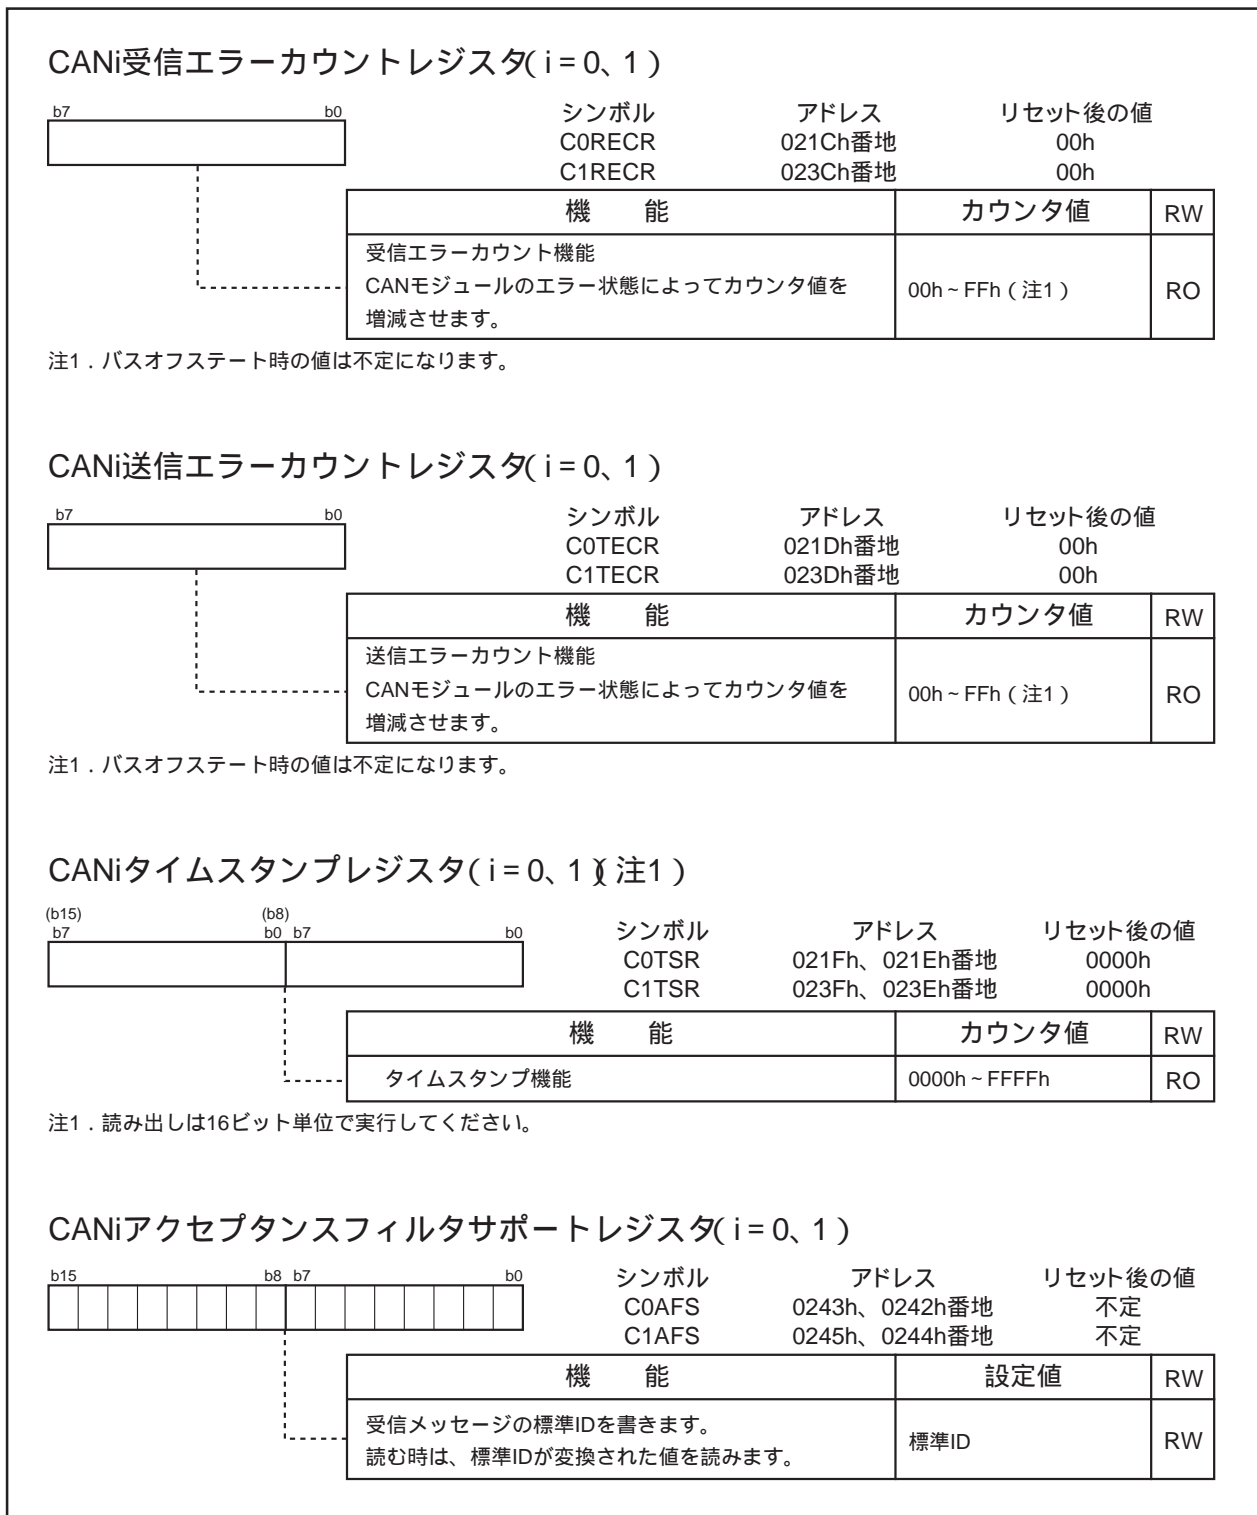 CANi受信エラーカウントレジスタ(i=0、1)
b7 b0 シンボル アドレス リセット後の値
C0RECR 021Ch番地 00h
C1RECR 023Ch番地 00h
機 能 カウンタ値 RW
受信エラーカウント機能
CANモジュールのエラー状態によってカウンタ値を
増減させます。
00h~FFh(注1) RO
注1.バスオフステート時の値は不定になります。
CANi送信エラーカウントレジスタ(i=0、1)
b7 b0 シンボル アドレス リセット後の値
C0TECR 021Dh番地 00h
C1TECR 023Dh番地 00h
機 能 カウンタ値 RW
送信エラーカウント機能
CANモジュールのエラー状態によってカウンタ値を
増減させます。
00h~FFh(注1) RO
注1.バスオフステート時の値は不定になります。
CANiタイムスタンプレジスタ(i=0、1)(注1)
(b15) (b8)
b7 b0 b7 b0 シンボル アドレス リセット後の値
C0TSR 021Fh、021Eh番地 0000h
C1TSR 023Fh、023Eh番地 0000h
機 能 カウンタ値 RW
タイムスタンプ機能 0000h~FFFFh RO
注1.読み出しは16ビット単位で実行してください。
CANiアクセプタンスフィルタサポートレジスタ(i=0、1)
b15 b8 b7 b0 シンボル アドレス リセット後の値
C0AFS 0243h、0242h番地 不定
C1AFS 0245h、0244h番地 不定
機 能 設定値 RW
受信メッセージの標準IDを書きます。
読む時は、標準IDが変換された値を読みます。
標準ID RW